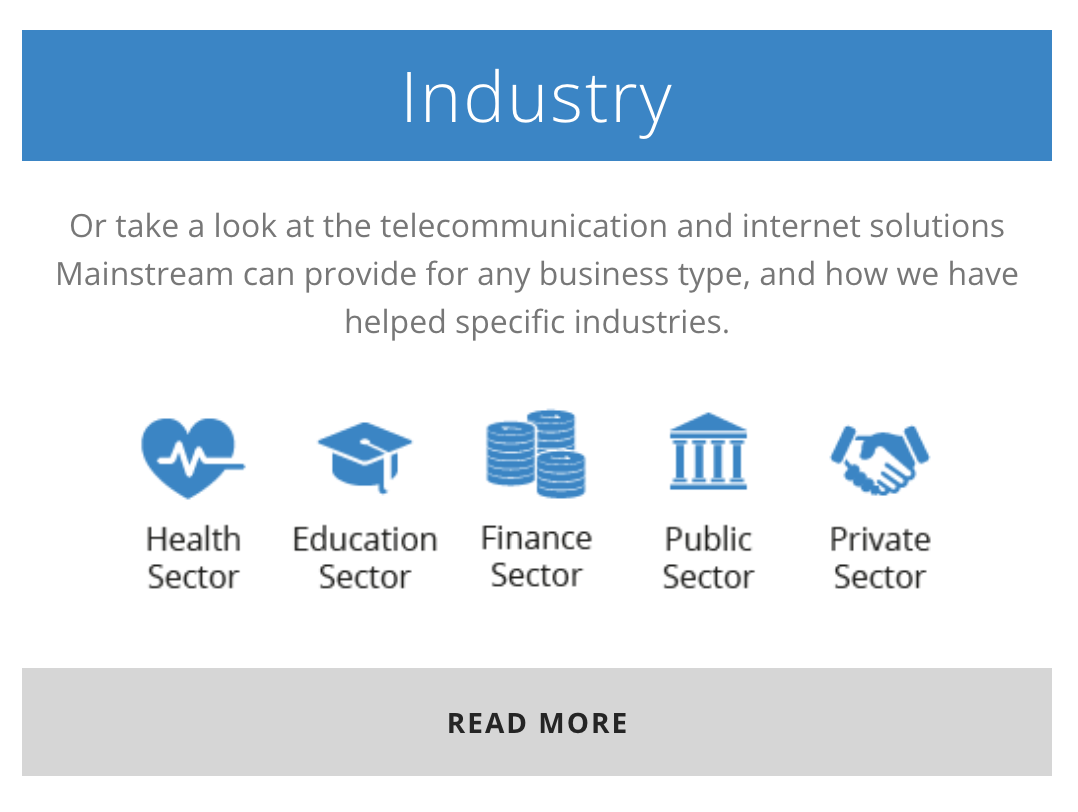 Industry
Or take a look at the telecommunication and internet solutions
Mainstream can provide for any business type, and how we have
helped specific industries.
Health
Sector
Education
Sector
Finance
Sector
Public
Sector
Private
Sector
READ MORE